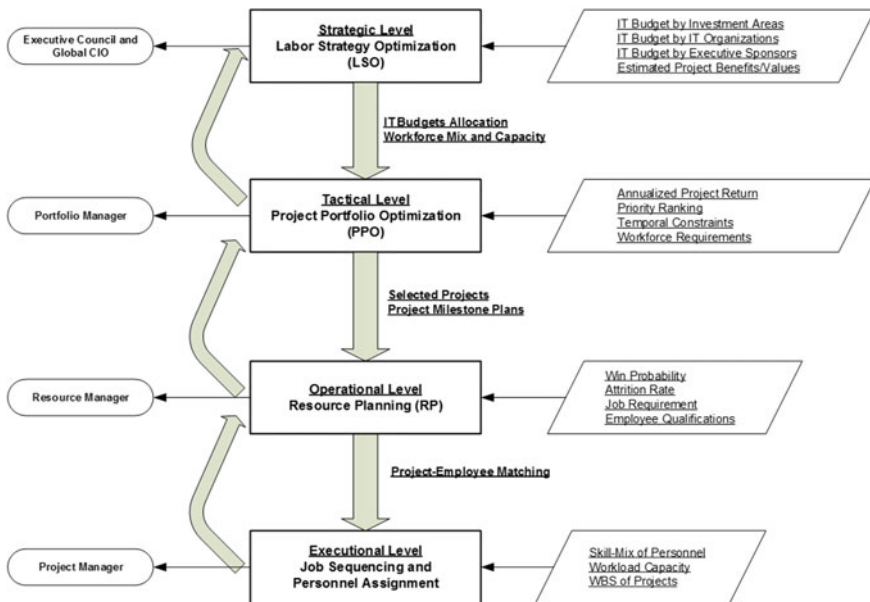 Executive Council and
Global CIO
Strategic Level
Labor Strategy Optimization
(LSO)
IT Budget by Investment Areas
IT Budget by IT Organizations
IT Budget by Executive Sponsors
Estimated Project Benefits/Values
IT Budgets Allocation
Workforce Mix and Capacity
Portfolio Manager
Tactical Level
Project Portfolio Optimization
(PPO)
Annualized Project Return
Priority Ranking
Temporal Constraints
Workforce Requirements
Selected Projects
Project Milestone Plans
Resource Manager
Operational Level
Resource Planning (RP)
Win Probability
Attrition Rate
Job Requirement
Employee Qualifications
Project-Employee Matching
Project Manager
Executional Level
Job Sequencing and
Personnel Assignment
Skill-Mix of Personnel
Workload Capacity
WBS of Projects